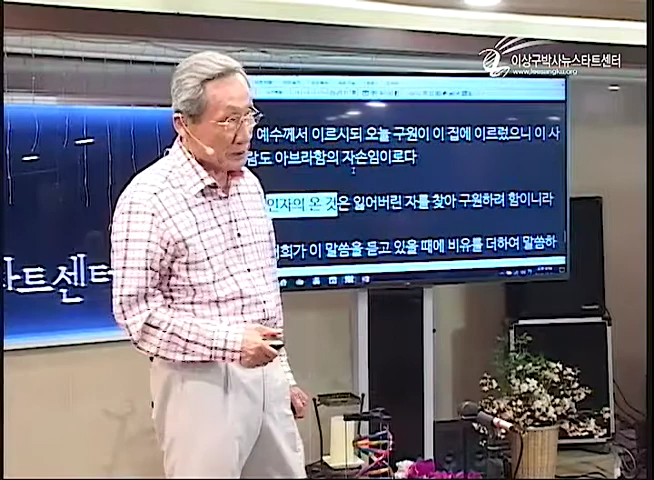 이상구박사뉴스타트센터
www.leesangku.org
예수께서 이르시되 오늘 구원이 이 집에 이르렀으니 이 사
람도 아브라함의 자손임이로다
인자의 온 것은 잃어버린 자를 찾아 구원하려 함이니라
이 말씀을 듣고 있을 때에 비유를 더하여 말씀하
스타트센터